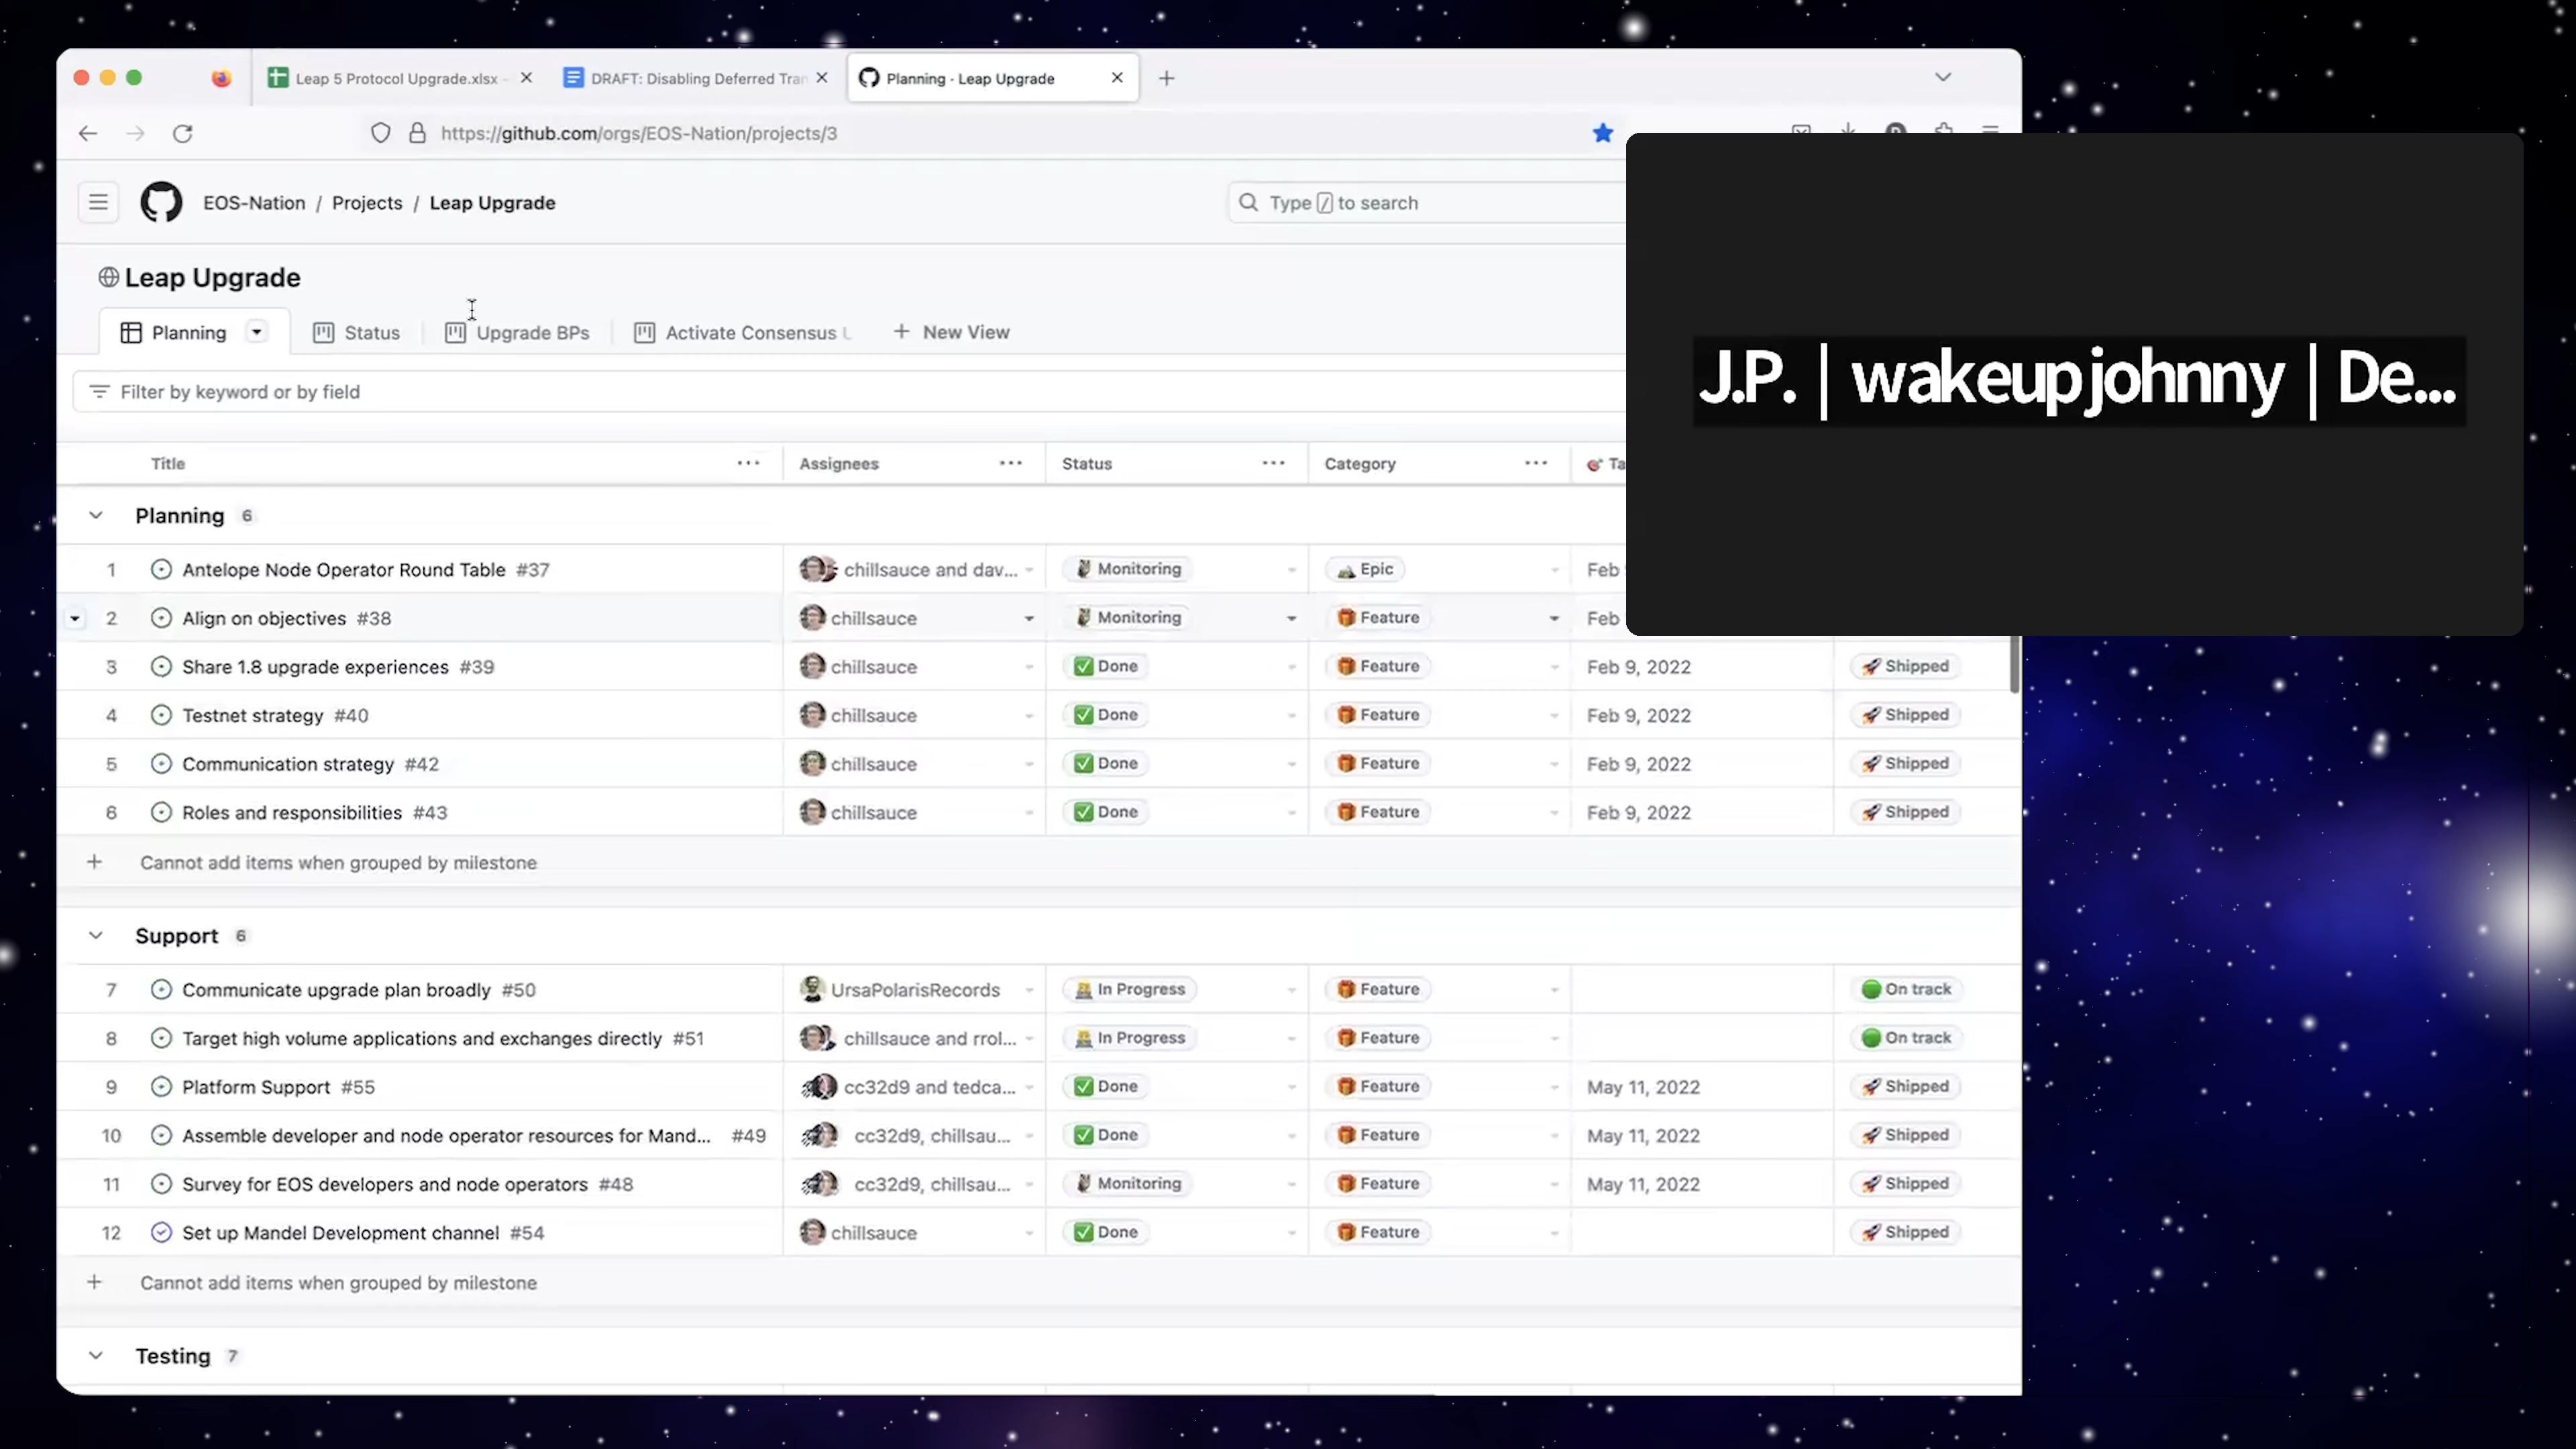 Leap 5 Protocol Upgrade.xlsx -
DRAFT: Disabling Deferred Tran
Planning · Leap Upgrade
https://github.com/orgs/EOS-Nation/projects/3
EOS-Nation / Projects / Leap Upgrade
Type / to search
Leap Upgrade
Planning Status Upgrade BPs Activate Consensus U + New View
Filter by keyword or by field
J.P. | wakeupjohnny | De...
Title ... Assignees ... Status ... Category ... Ta
Planning 6
1 Antelope Node Operator Round Table #37 chillsauce and dav... Monitoring Epic Feb
2 Align on objectives #38 chillsauce Monitoring Feature Feb
3 Share 1.8 upgrade experiences #39 chillsauce Done Feature Feb 9, 2022 Shipped
4 Testnet strategy #40 chillsauce Done Feature Feb 9, 2022 Shipped
5 Communication strategy #42 chillsauce Done Feature Feb 9, 2022 Shipped
6 Roles and responsibilities #43 chillsauce Done Feature Feb 9, 2022 Shipped
+ Cannot add items when grouped by milestone
Support 6
7 Communicate upgrade plan broadly #50 UrsaPolarisRecords In Progress Feature On track
8 Target high volume applications and exchanges directly #51 chillsauce and rrol... In Progress Feature On track
9 Platform Support #55 cc32d9 and tedca... Done Feature May 11, 2022 Shipped
10 Assemble developer and node operator resources for Mand... #49 cc32d9, chillsau... Done Feature May 11, 2022 Shipped
11 Survey for EOS developers and node operators #48 cc32d9, chillsau... Monitoring Feature May 11, 2022 Shipped
12 Set up Mandel Development channel #54 chillsauce Done Feature Shipped
+ Cannot add items when grouped by milestone
Testing 7